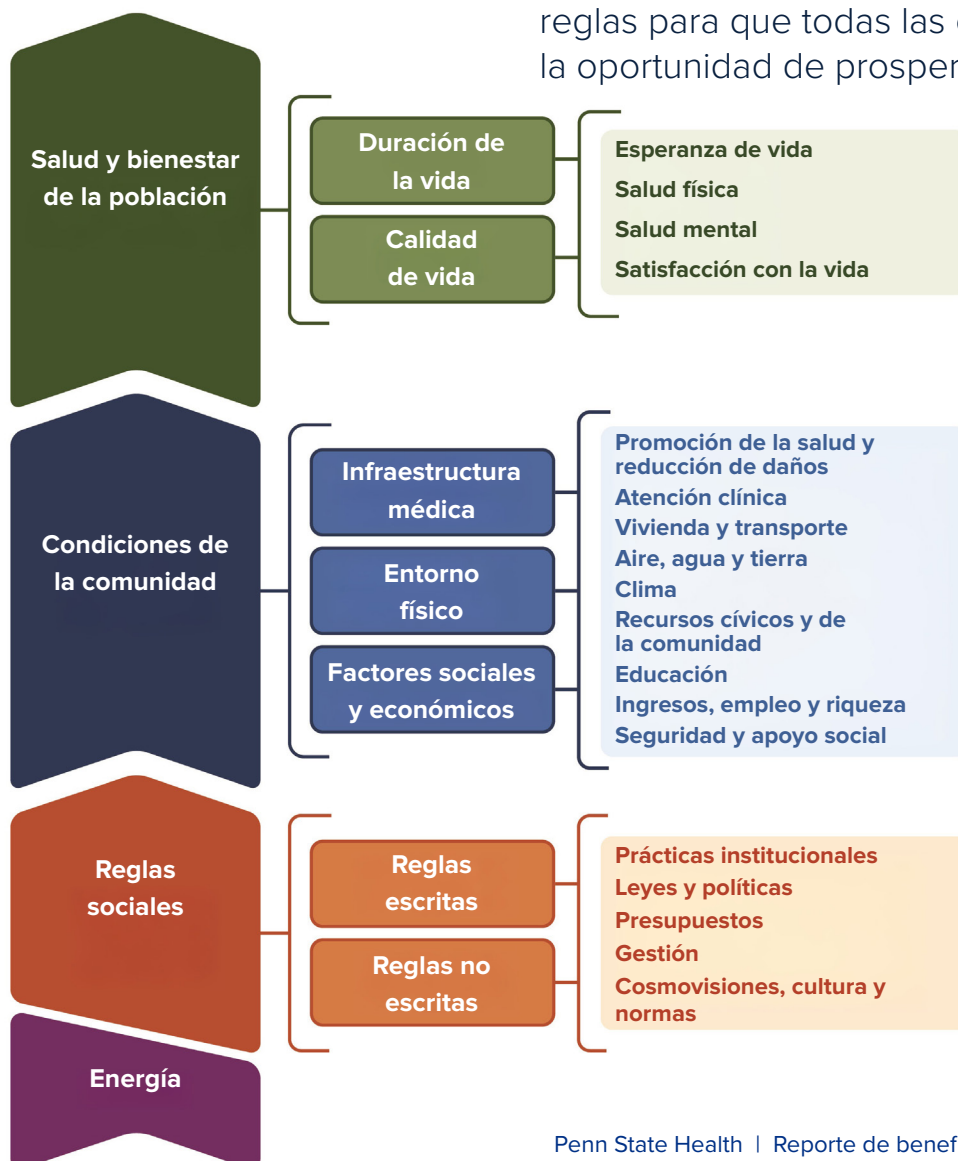 reglas para que todas las
la oportunidad de prosper
Salud y bienestar
de la población
Duración de
la vida
Calidad
de vida
Esperanza de vida
Salud física
Salud mental
Satisfacción con la vida
Condiciones de
la comunidad
Infraestructura
médica
Entorno
físico
Factores sociales
y económicos
Promoción de la salud y
reducción de daños
Atención clínica
Vivienda y transporte
Aire, agua y tierra
Clima
Recursos cívicos y de
la comunidad
Educación
Ingresos, empleo y riqueza
Seguridad y apoyo social
Reglas
sociales
Reglas
escritas
Reglas no
escritas
Prácticas institucionales
Leyes y políticas
Presupuestos
Gestión
Cosmovisiones, cultura y
normas
Energía
Penn State Health | Reporte de benef